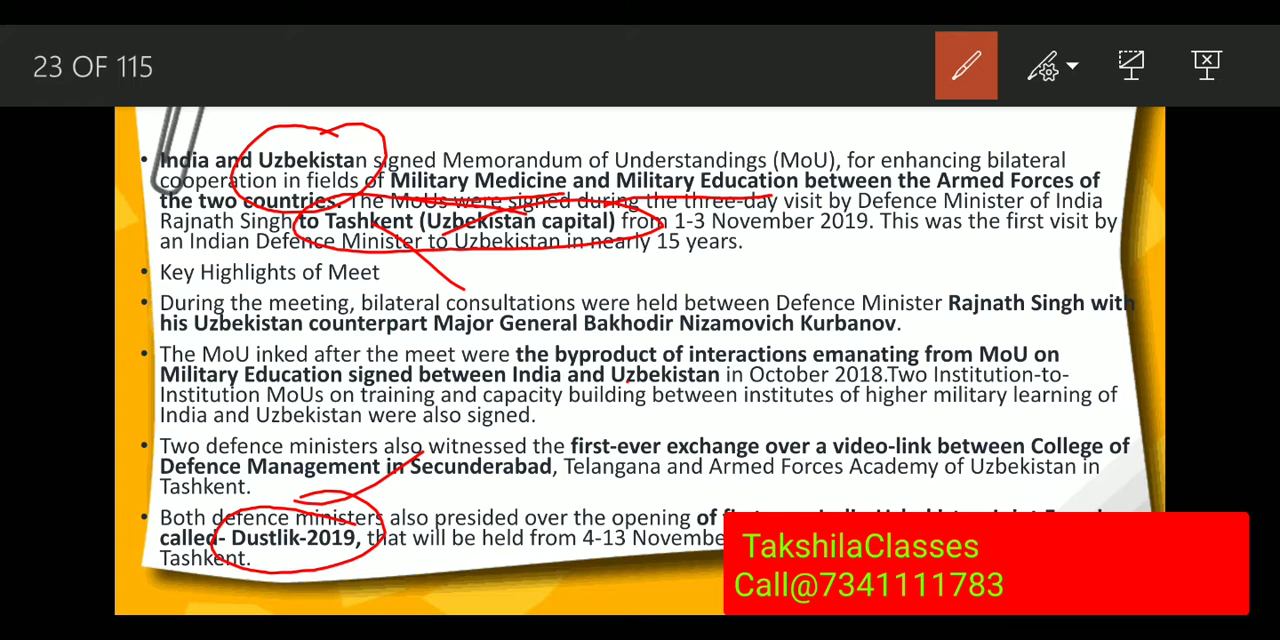 23 OF 115
• India and Uzbekistan signed Memorandum of Understandings (MoU), for enhancing bilateral
cooperation in fields of Military Medicine and Military Education between the Armed Forces of
the two countries. The MoUs were signed during the three-day visit by Defence Minister of India
Rajnath Singh to Tashkent (Uzbekistan capital) from 1-3 November 2019. This was the first visit by
an Indian Defence Minister to Uzbekistan in nearly 15 years.
• Key Highlights of Meet
• During the meeting, bilateral consultations were held between Defence Minister Rajnath Singh with
his Uzbekistan counterpart Major General Bakhodir Nizamovich Kurbanov.
• The MoU inked after the meet were the byproduct of interactions emanating from MoU on
Military Education signed between India and Uzbekistan in October 2018.Two Institution-to-
Institution MoUs on training and capacity building between institutes of higher military learning of
India and Uzbekistan were also signed.
• Two defence ministers also witnessed the first-ever exchange over a video-link between College of
Defence Management in Secunderabad, Telangana and Armed Forces Academy of Uzbekistan in
Tashkent.
• Both defence ministers also presided over the opening of
called- Dustlik-2019, that will be held from 4-13
Tashkent.
TakshilaClasses
Call@7341111783